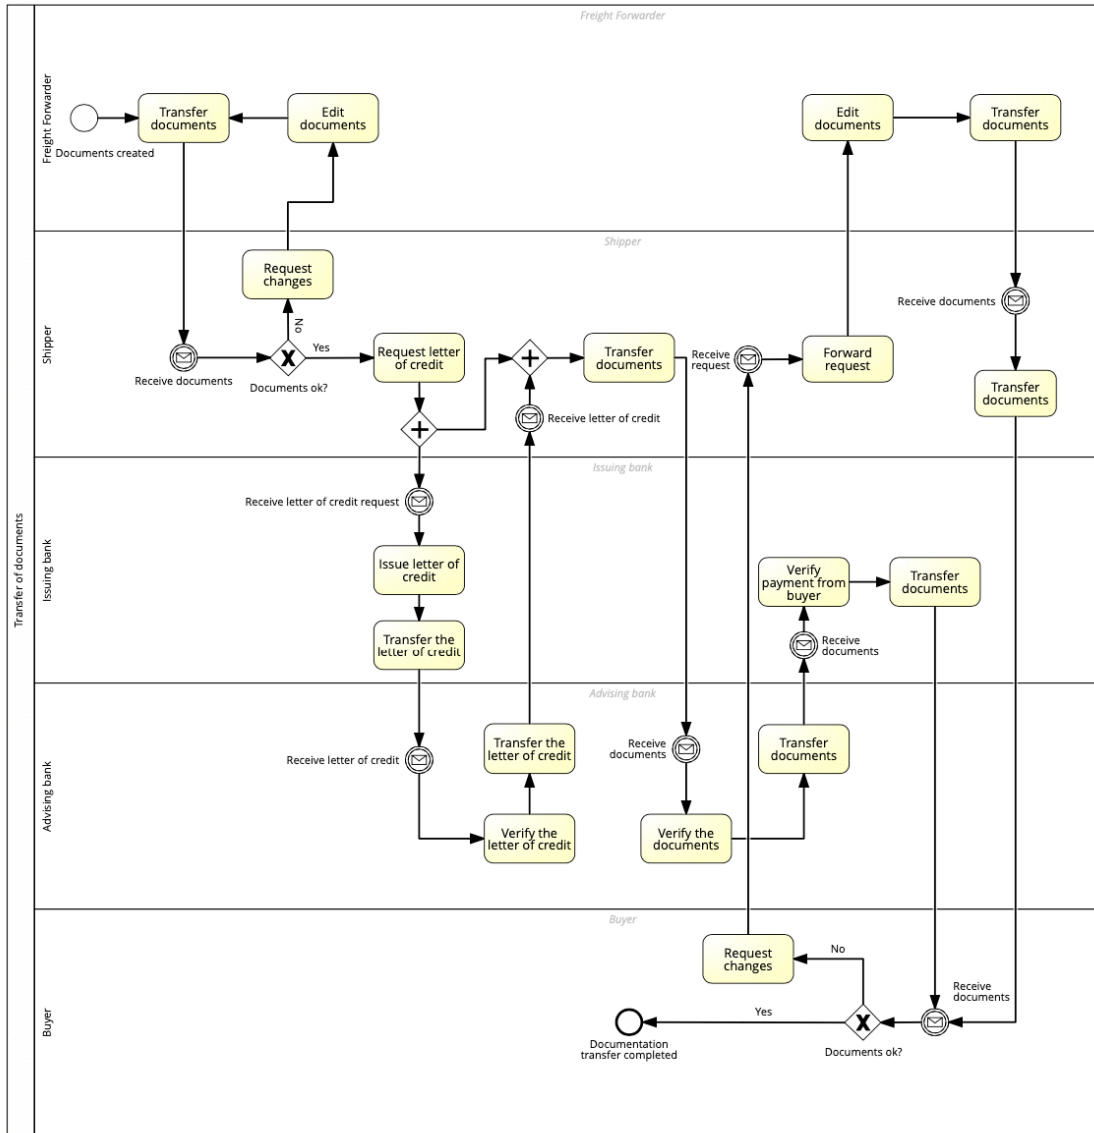 Transfer of documents
Freight Forwarder
Freight Forwarder
Documents created
Transfer
documents
Edit
documents
Edit
documents
Transfer
documents
Shipper
Shipper
Request
changes
No
Receive documents
Documents ok?
Yes
Request letter
of credit
Receive letter of credit
Transfer
documents
Receive
request
Forward
request
Receive documents
Transfer
documents
Issuing bank
Issuing bank
Receive letter of credit request
Issue letter of
credit
Transfer the
letter of credit
Verify
payment from
buyer
Transfer
documents
Receive
documents
Advising bank
Advising bank
Receive letter of credit
Transfer the
letter of credit
Verify the
letter of credit
Receive
documents
Verify the
documents
Transfer
documents
Buyer
Buyer
Request
changes
No
Receive
documents
Yes
Documentation
transfer completed
Documents ok?